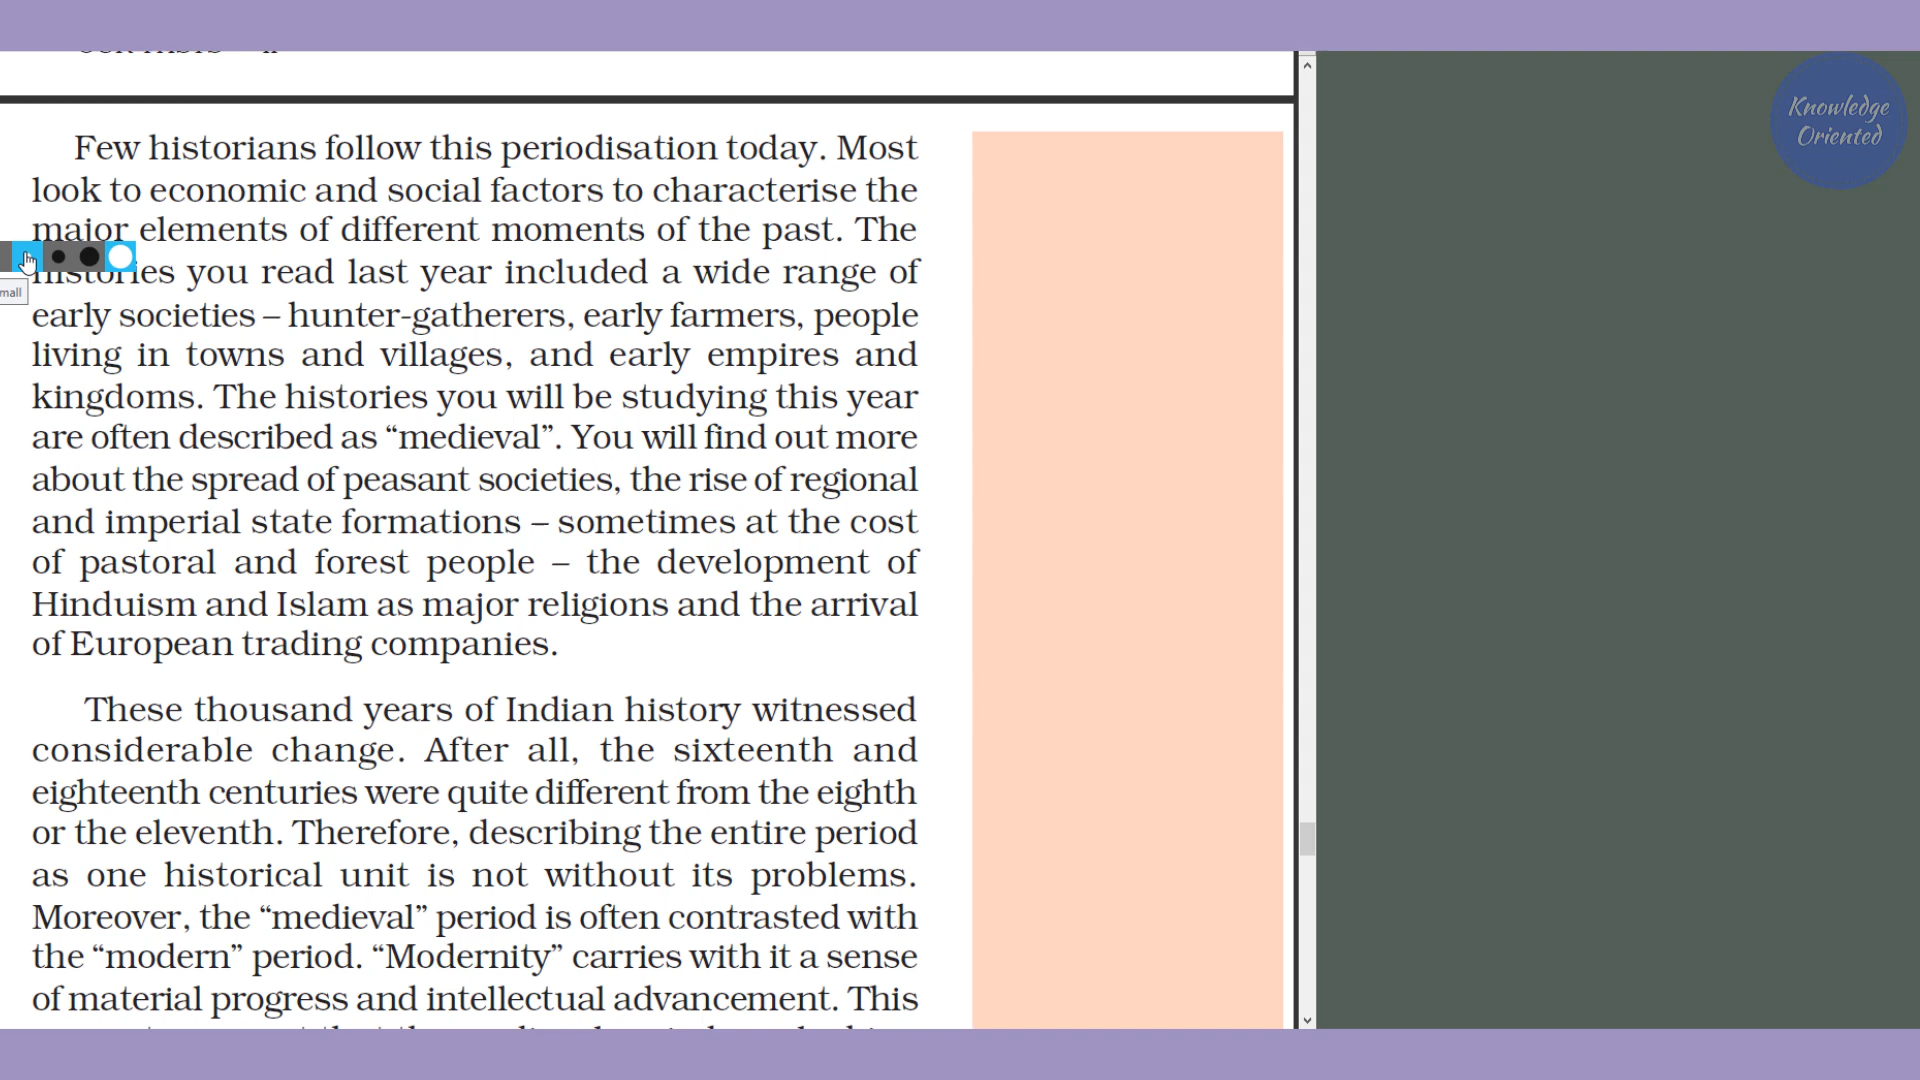 Few historians follow this periodisation today. Most
look to economic and social factors to characterise the
major elements of different moments of the past. The
histories you read last year included a wide range of
early societies – hunter-gatherers, early farmers, people
living in towns and villages, and early empires and
kingdoms. The histories you will be studying this year
are often described as “medieval”. You will find out more
about the spread of peasant societies, the rise of regional
and imperial state formations – sometimes at the cost
of pastoral and forest people – the development of
Hinduism and Islam as major religions and the arrival
of European trading companies.
These thousand years of Indian history witnessed
considerable change. After all, the sixteenth and
eighteenth centuries were quite different from the eighth
or the eleventh. Therefore, describing the entire period
as one historical unit is not without its problems.
Moreover, the “medieval” period is often contrasted with
the “modern” period. “Modernity” carries with it a sense
of material progress and intellectual advancement. This
mall
Knowledge
Oriented